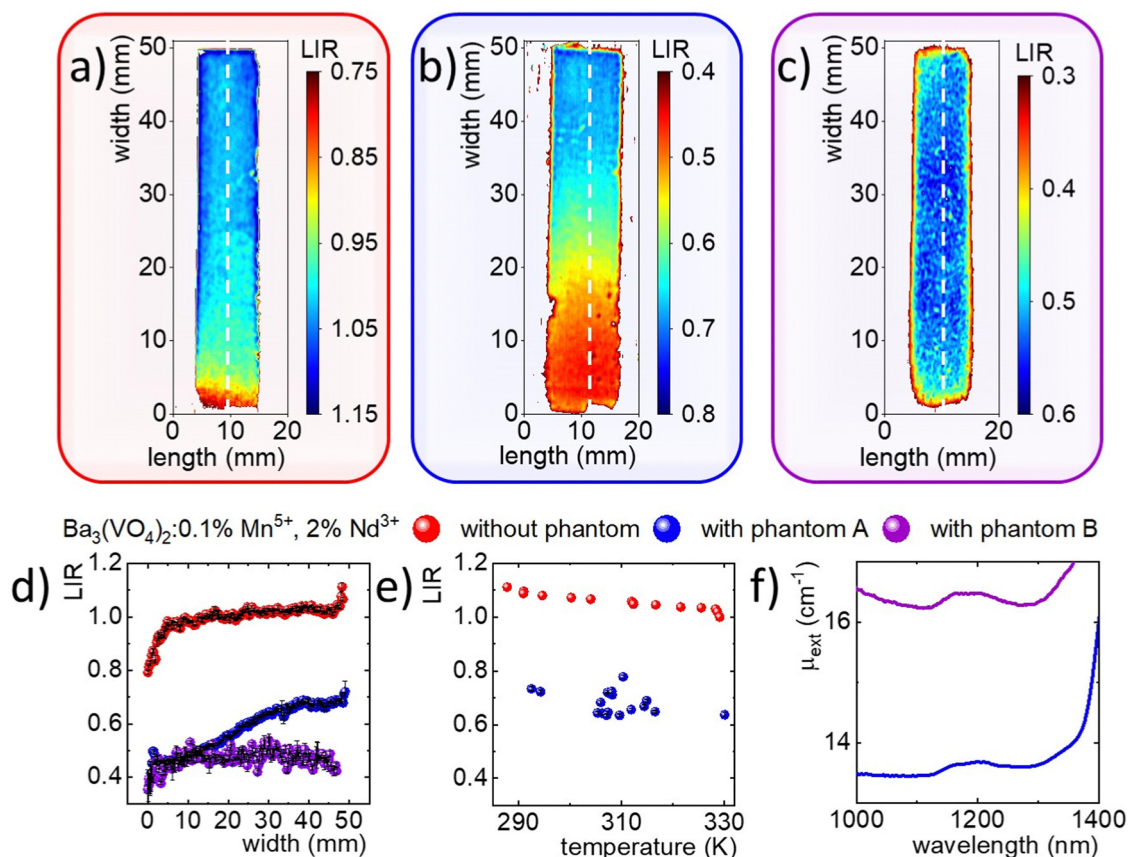 a)
width (mm)
50
40
30
20
10
0
0 10 20
length (mm)
LIR
0.75
0.85
0.95
1.05
1.15
b)
width (mm)
50
40
30
20
10
0
0 10 20
length (mm)
LIR
0.4
0.5
0.6
0.7
0.8
c)
width (mm)
50
40
30
20
10
0
0 20
length (mm)
LIR
0.3
0.4
0.5
0.6
Ba₃(VO₄)₂:0.1% Mn⁵⁺, 2% Nd³⁺ without phantom with phantom A with phantom B
d)
LIR
1.2
1.0
0.8
0.6
0.4
0 10 20 30 40 50
width (mm)
e)
LIR
1.2
1.0
0.8
0.6
0.4
290 310 330
temperature (K)
f)
μext (cm⁻¹)
16
14
13
1000 1200 1400
wavelength (nm)